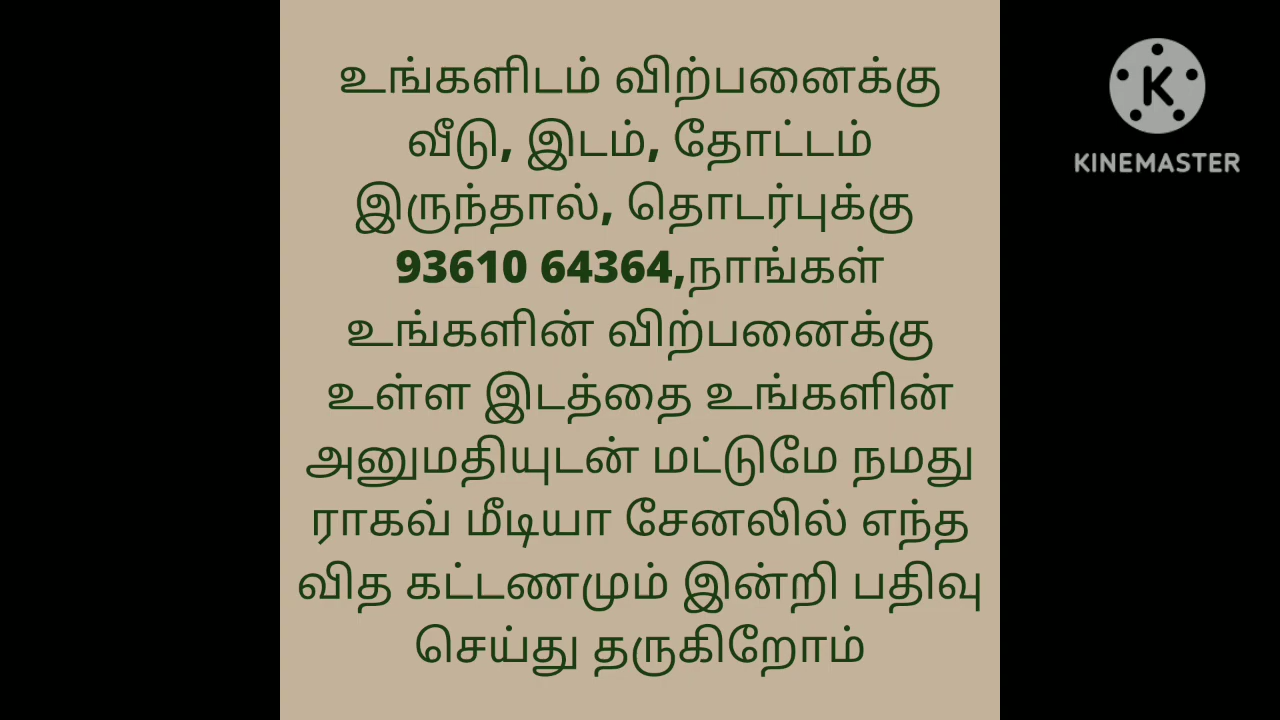 உங்களிடம் விற்பனைக்கு
வீடு, இடம், தோட்டம்
இருந்தால், தொடர்புக்கு
93610 64364,நாங்கள்
உங்களின் விற்பனைக்கு
உள்ள இடத்தை உங்களின்
அனுமதியுடன் மட்டுமே நமது
ராகவ் மீடியா சேனலில் எந்த
வித கட்டணமும் இன்றி பதிவு
செய்து தருகிறோம்
K
KINEMASTER